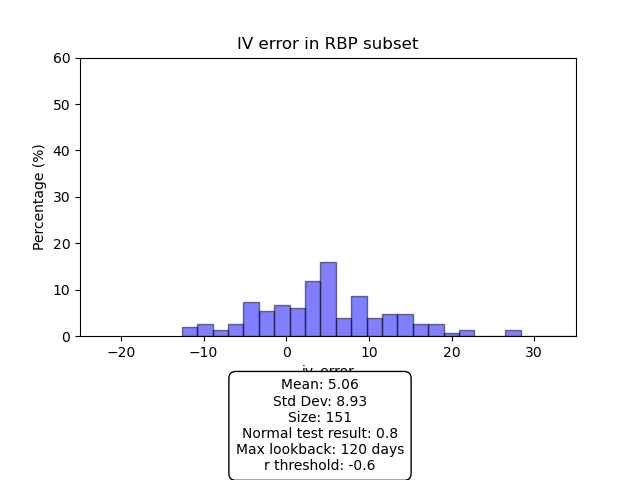 IV error in RBP subset
60
50
40
30
20
10
0
Percentage (%)
−20
−10
0
10
20
30
iv_error
Mean: 5.06
Std Dev: 8.93
Size: 151
Normal test result: 0.8
Max lookback: 120 days
r threshold: -0.6